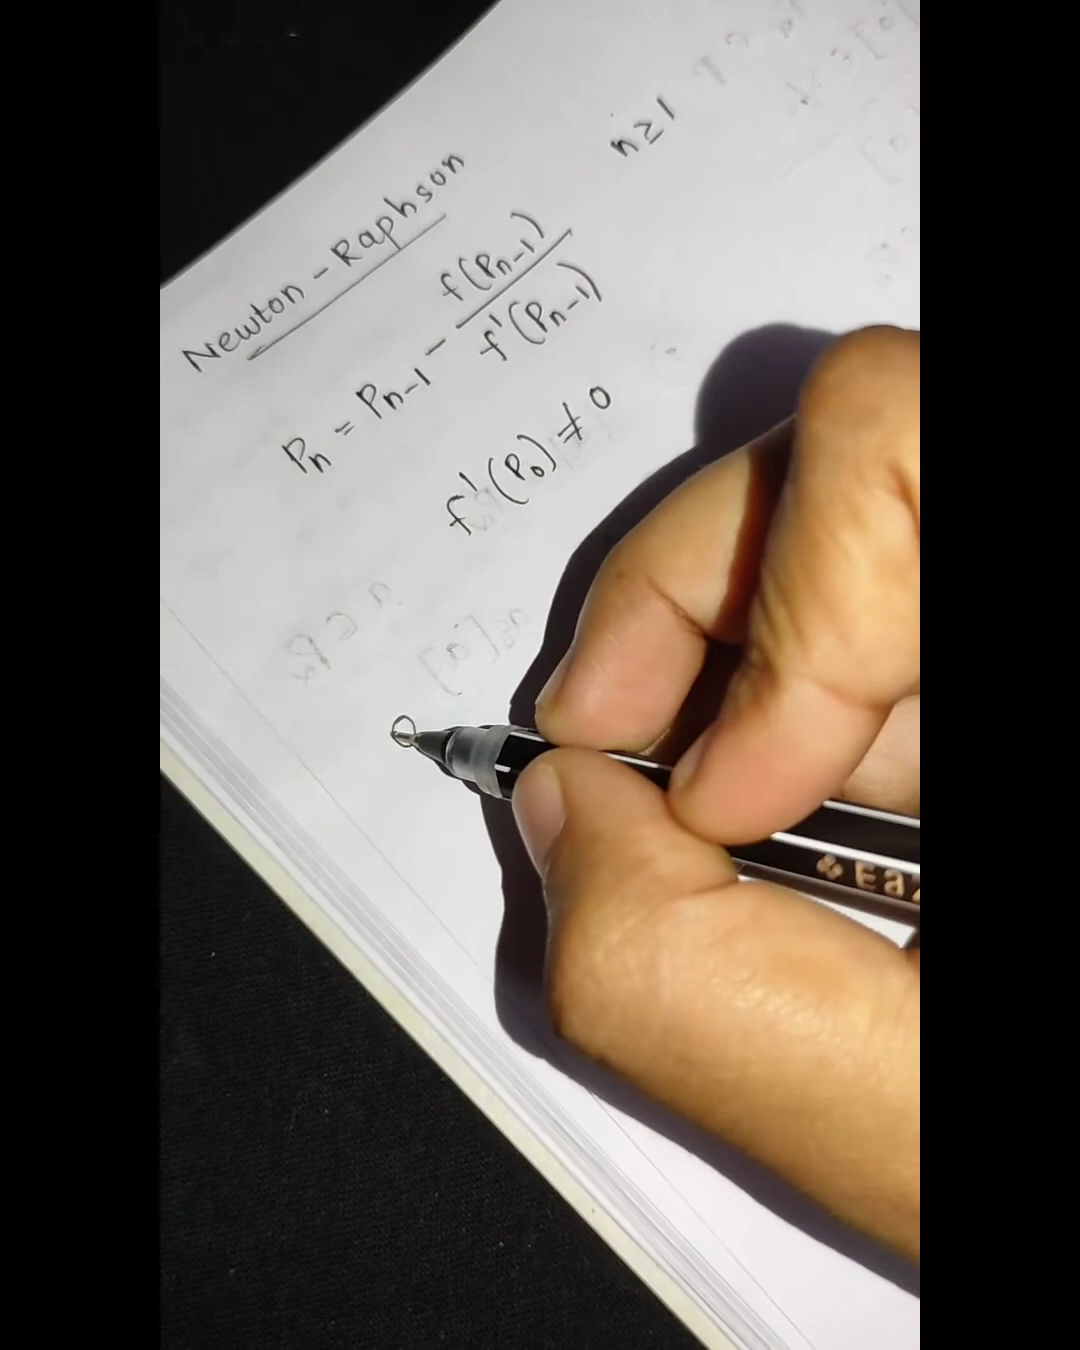 Newton - Raphson
Pn = Pn-1 - f(Pn-1) / f'(Pn-1) n ≥ 1
f'(P0) ≠ 0